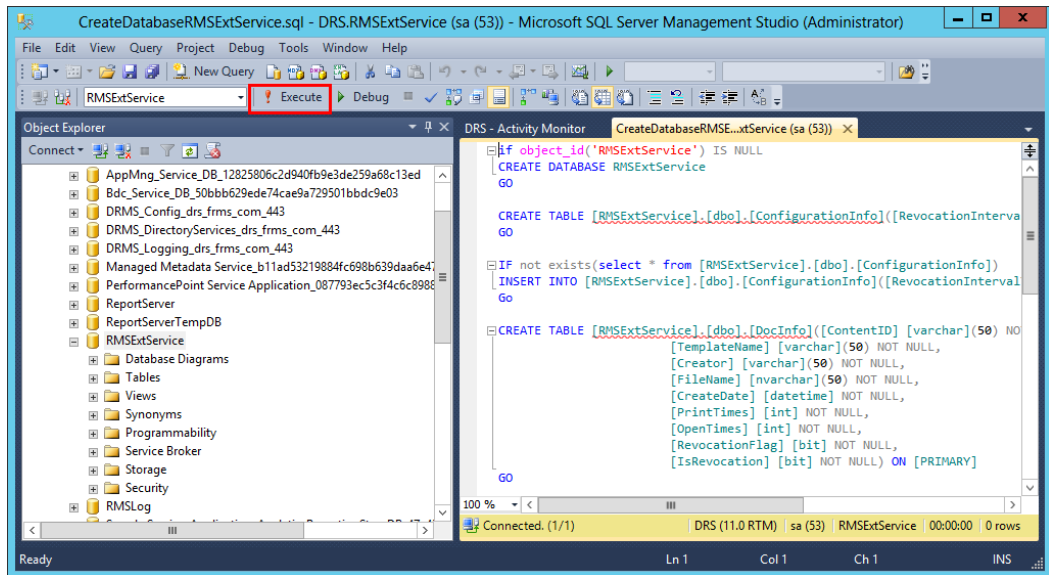 CreateDatabaseRMSExtService.sql - DRS.RMSExtService (sa (53)) - Microsoft SQL Server Management Studio (Administrator)
File Edit View Query Project Debug Tools Window Help
New Query
RMSExtService
Execute
Debug
Object Explorer
Connect
AppMng_Service_DB_12825806c2d940fb9e3de259a68c13ed
Bdc_Service_DB_50bbb629ede74cae9a729501bbdc9e03
DRMS_Config_drs_frms_com_443
DRMS_DirectoryServices_drs_frms_com_443
DRMS_Logging_drs_frms_com_443
Managed Metadata Service_b11ad53219884fc698b639daa6e47
PerformancePoint Service Application_087793ec5c3f4c6c8988
ReportServer
ReportServerTempDB
RMSExtService
Database Diagrams
Tables
Views
Synonyms
Programmability
Service Broker
Storage
Security
RMSLog
DRS - Activity Monitor
CreateDatabaseRMSE...xtService (sa (53))
if object_id('RMSExtService') IS NULL
CREATE DATABASE RMSExtService
GO
CREATE TABLE [RMSExtService].[dbo].[ConfigurationInfo]([RevocationInterva
GO
IF not exists(select * from [RMSExtService].[dbo].[ConfigurationInfo])
INSERT INTO [RMSExtService].[dbo].[ConfigurationInfo]([RevocationInterval
Go
CREATE TABLE [RMSExtService].[dbo].[DocInfo]([ContentID] [varchar](50) NO
[TemplateName] [varchar](50) NOT NULL,
[Creator] [varchar](50) NOT NULL,
[FileName] [nvarchar](50) NOT NULL,
[CreateDate] [datetime] NOT NULL,
[PrintTimes] [int] NOT NULL,
[OpenTimes] [int] NOT NULL,
[RevocationFlag] [bit] NOT NULL,
[IsRevocation] [bit] NOT NULL) ON [PRIMARY]
GO
100 %
Connected. (1/1)
DRS (11.0 RTM)
sa (53)
RMSExtService
00:00:00
0 rows
Ready
Ln 1
Col 1
Ch 1
INS